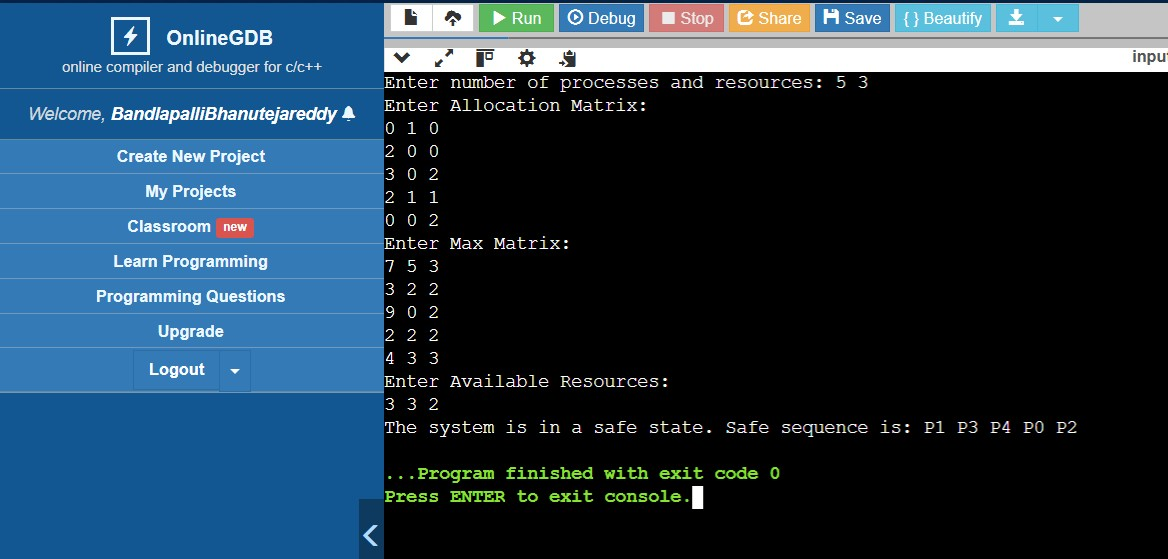 OnlineGDB
online compiler and debugger for c/c++
Welcome, BandlapalliBhanutejareddy
Create New Project
My Projects
Classroom new
Learn Programming
Programming Questions
Upgrade
Logout
Run Debug Stop Share Save { } Beautify
input
Enter number of processes and resources: 5 3
Enter Allocation Matrix:
0 1 0
2 0 0
3 0 2
2 1 1
0 0 2
Enter Max Matrix:
7 5 3
3 2 2
9 0 2
2 2 2
4 3 3
Enter Available Resources:
3 3 2
The system is in a safe state. Safe sequence is: P1 P3 P4 P0 P2
...Program finished with exit code 0
Press ENTER to exit console.